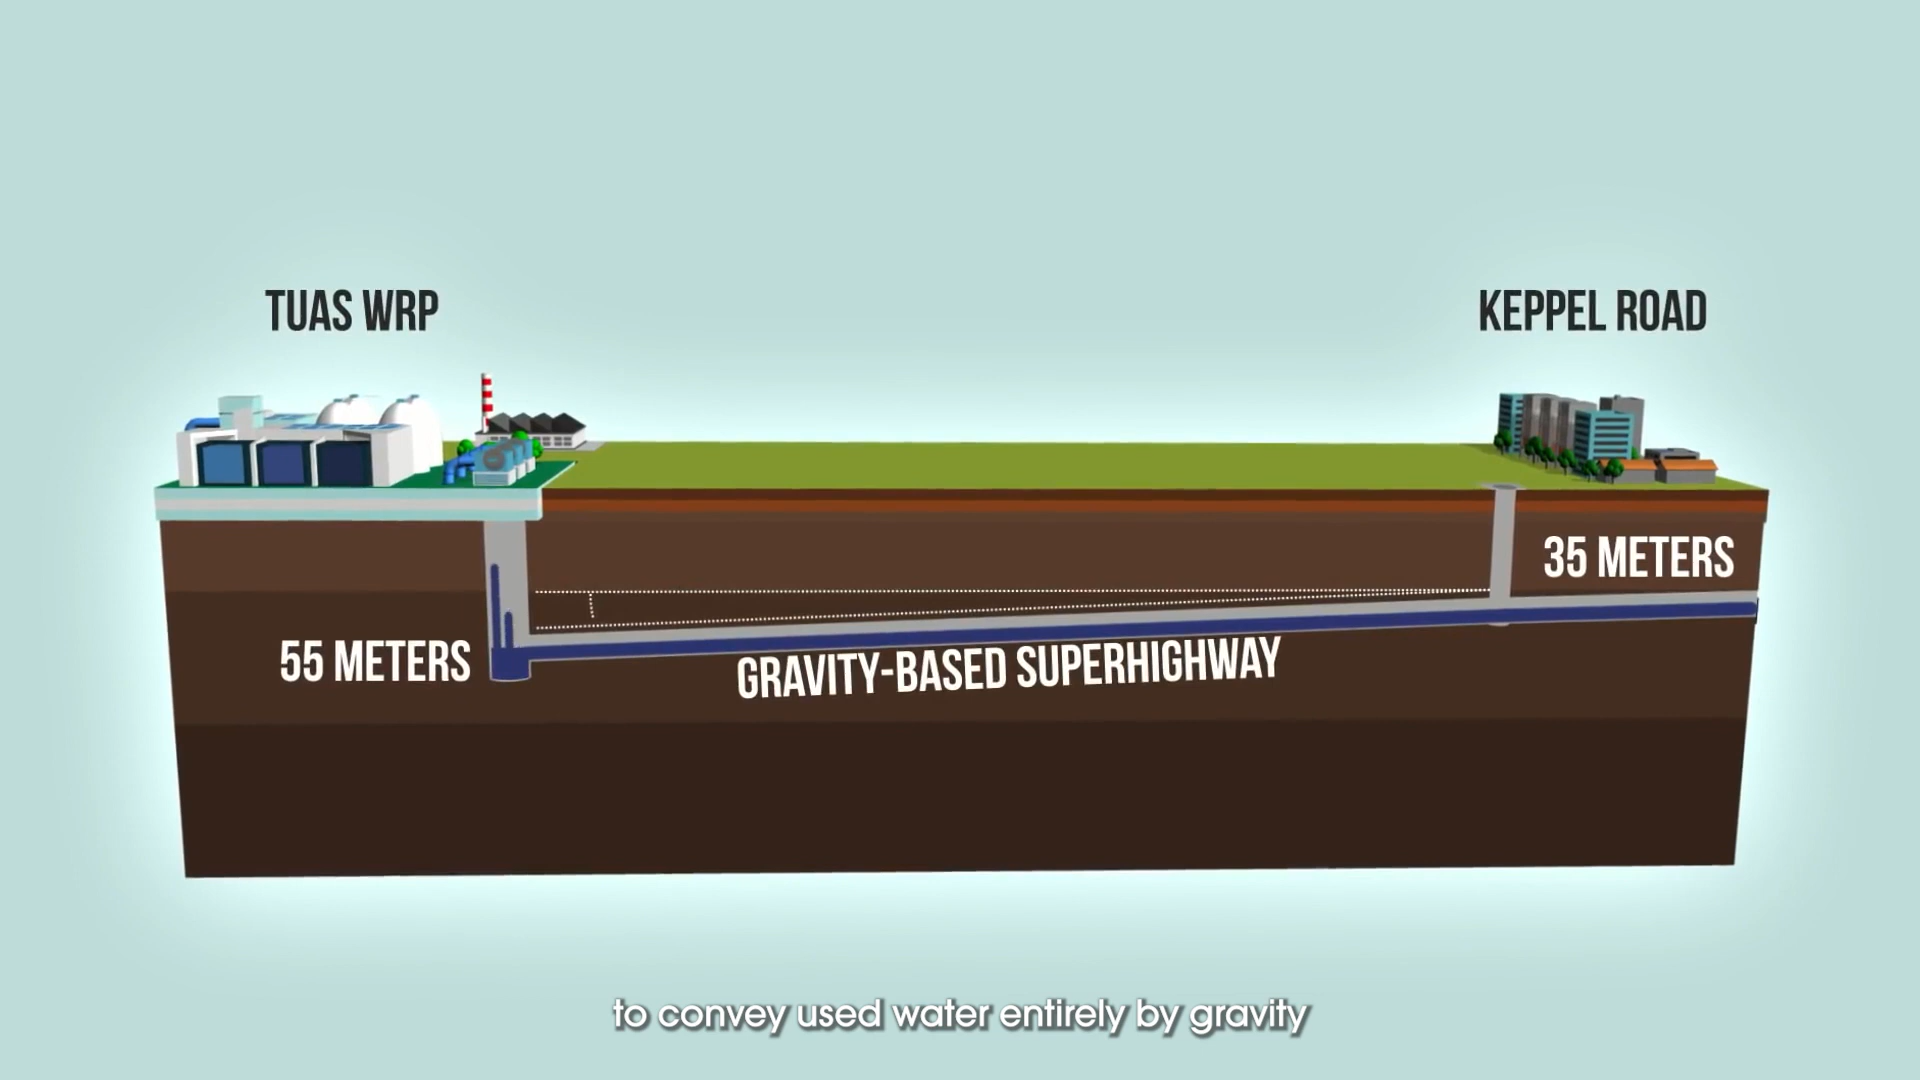 TUAS WRP
KEPPEL ROAD
35 METERS
55 METERS
GRAVITY-BASED SUPERHIGHWAY
to convey used water entirely by gravity